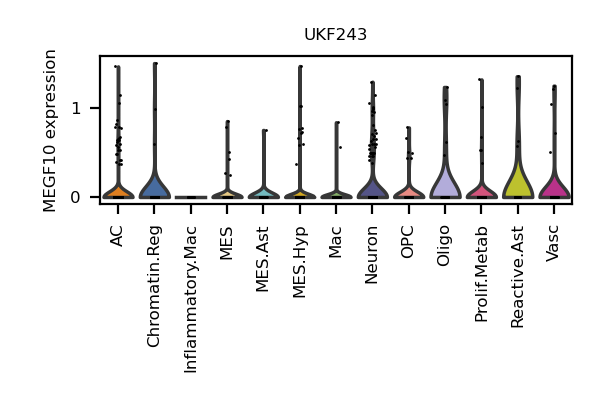 UKF243
MEGF10 expression
1
0
AC
Chromatin.Reg
Inflammatory.Mac
MES
MES.Ast
MES.Hyp
Mac
Neuron
OPC
Oligo
Prolif.Metab
Reactive.Ast
Vasc